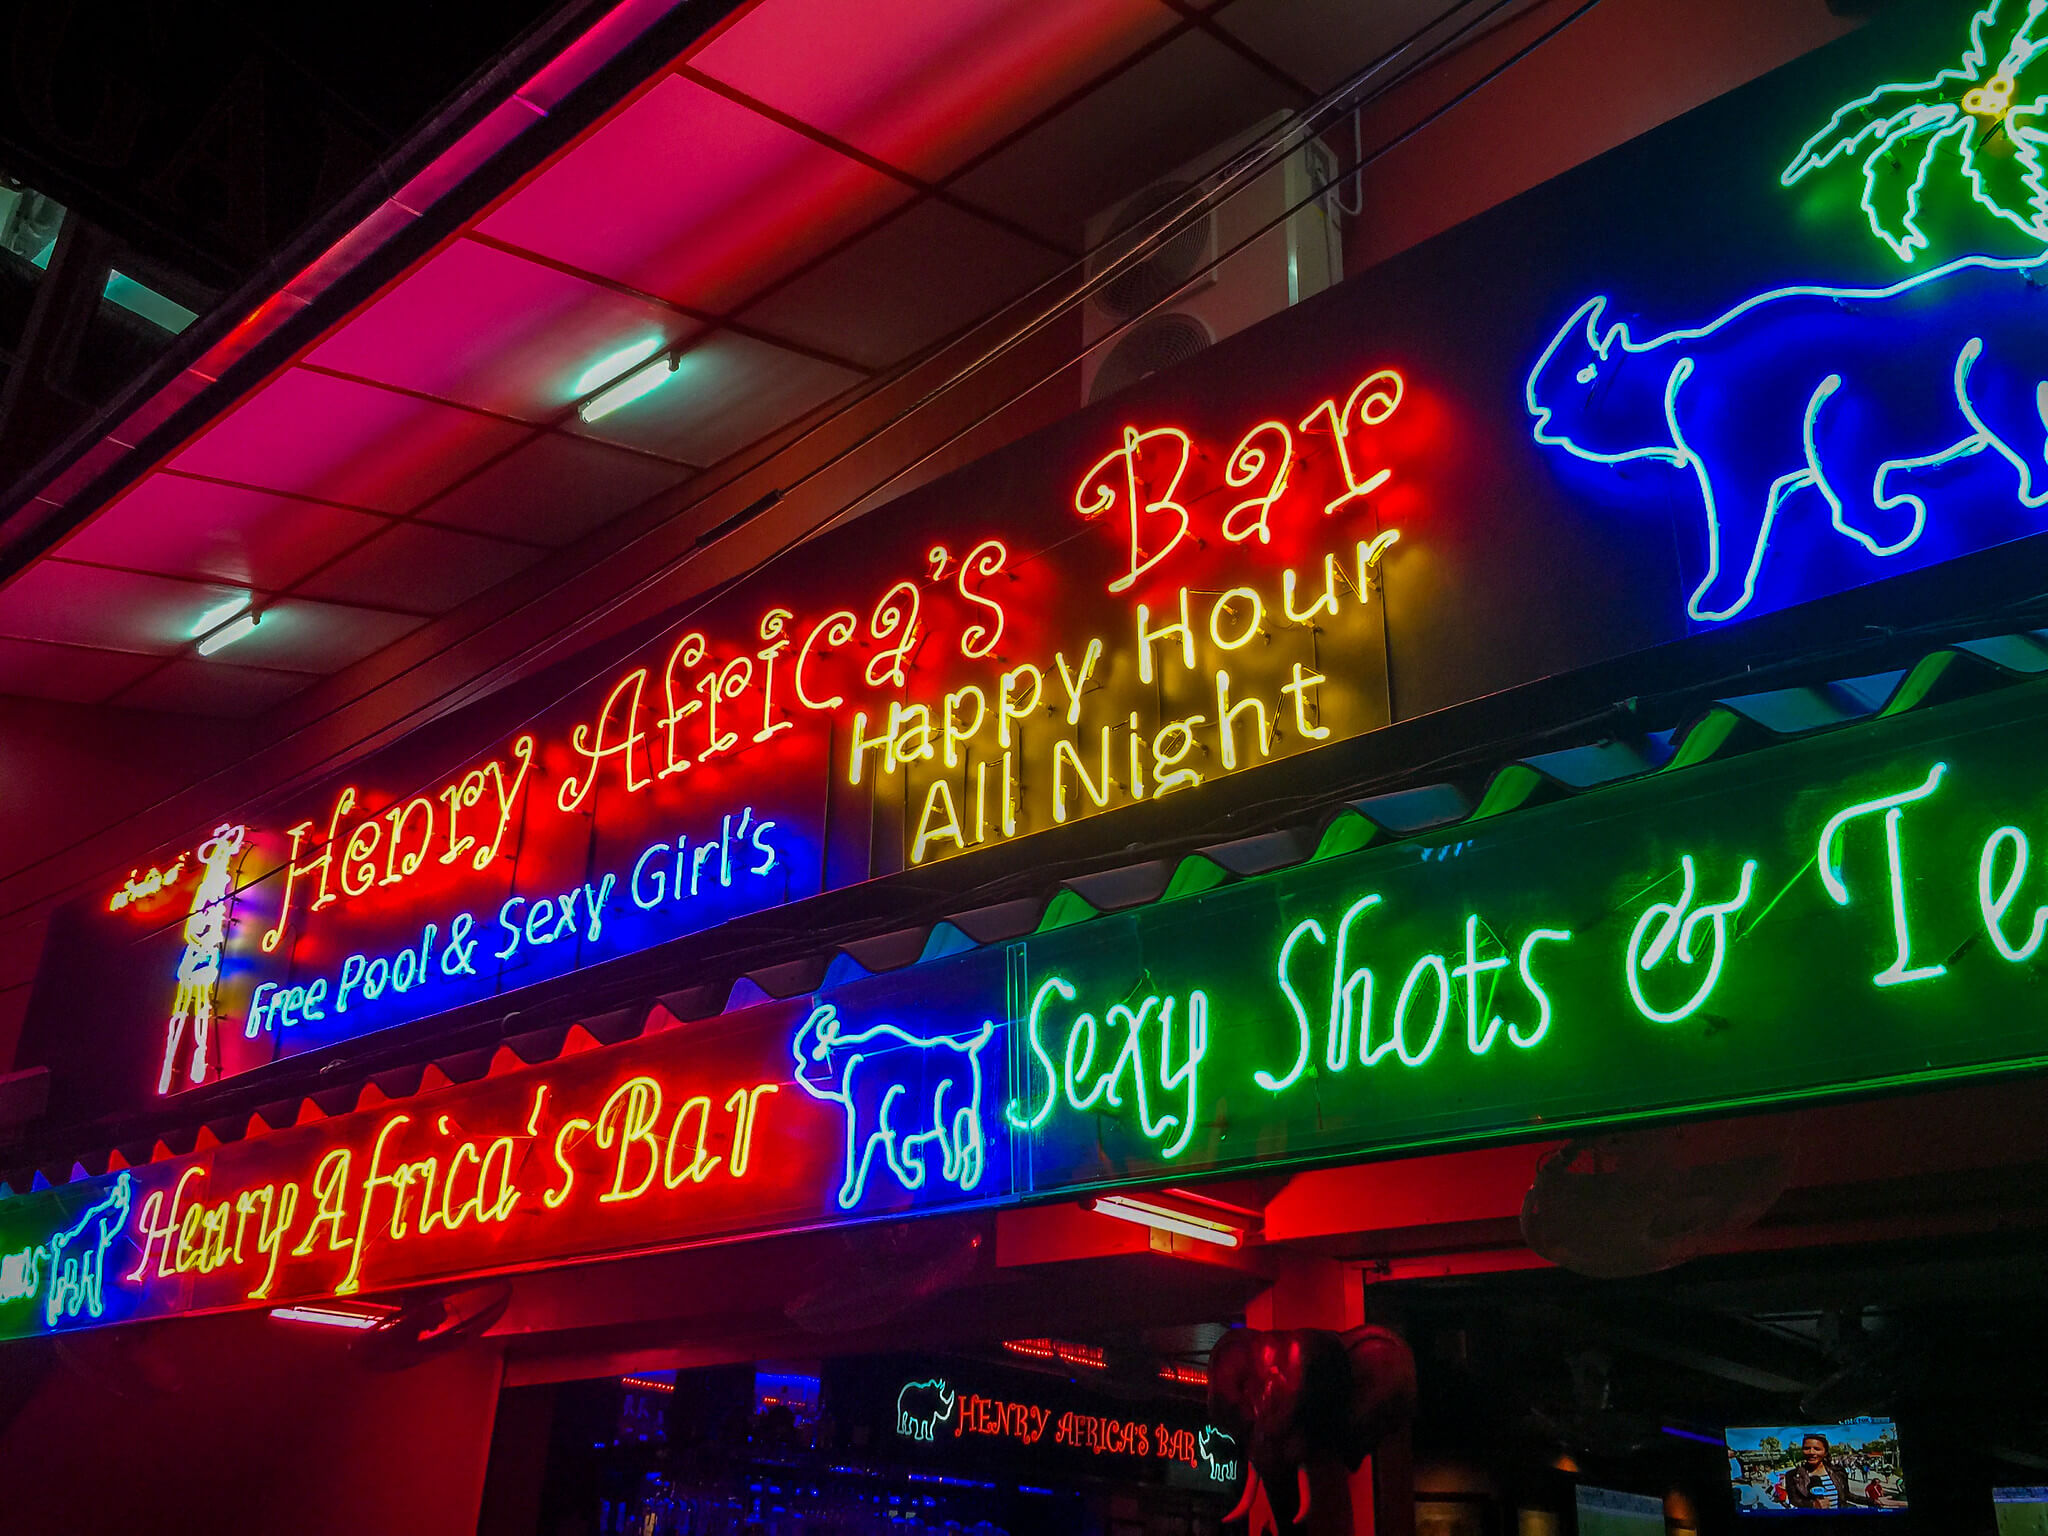 Henry Africa's Bar
Happy Hour
All Night
Free Pool & Sexy Girl's
Henry Africa's Bar
Sexy Shots & Te
HENRY AFRICA'S BAR